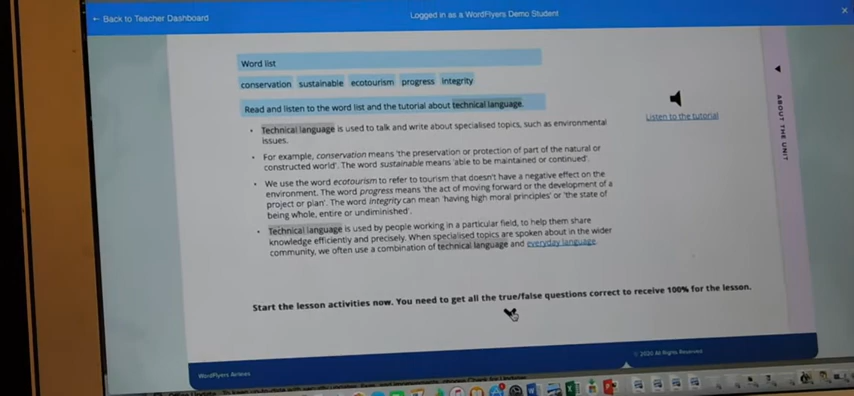 ← Back to Teacher Dashboard
Logged in as a WordFlyers Demo Student
Word list
conservation sustainable ecotourism progress integrity
Read and listen to the word list and the tutorial about technical language.
Listen to the tutorial
ABOUT THE UNIT
• Technical language is used to talk and write about specialised topics, such as environmental
issues.
• For example, conservation means 'the preservation or protection of part of the natural or
constructed world'. The word sustainable means 'able to be maintained or continued'.
• We use the word ecotourism to refer to tourism that doesn't have a negative effect on the
environment. The word progress means 'the act of moving forward or the development of a
project or plan'. The word integrity can mean 'having high moral principles' or 'the state of
being whole, entire or undiminished'.
• Technical language is used by people working in a particular field, to help them share
knowledge efficiently and precisely. When specialised topics are spoken about in the wider
community, we often use a combination of technical language and everyday language.
Start the lesson activities now. You need to get all the true/false questions correct to receive 100% for the lesson.
WordFlyers Airlines
© 2020 All Rights Reserved